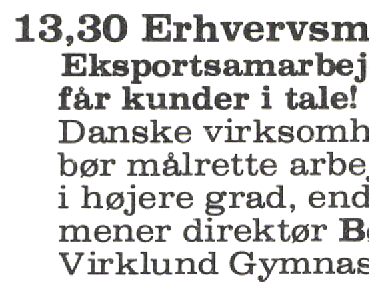 13,30 Erhvervsm
Eksportsamarbej
får kunder i tale!
Danske virksomh
bør målrette arbe
i højere grad, end
mener direktør B
Virklund Gymnas